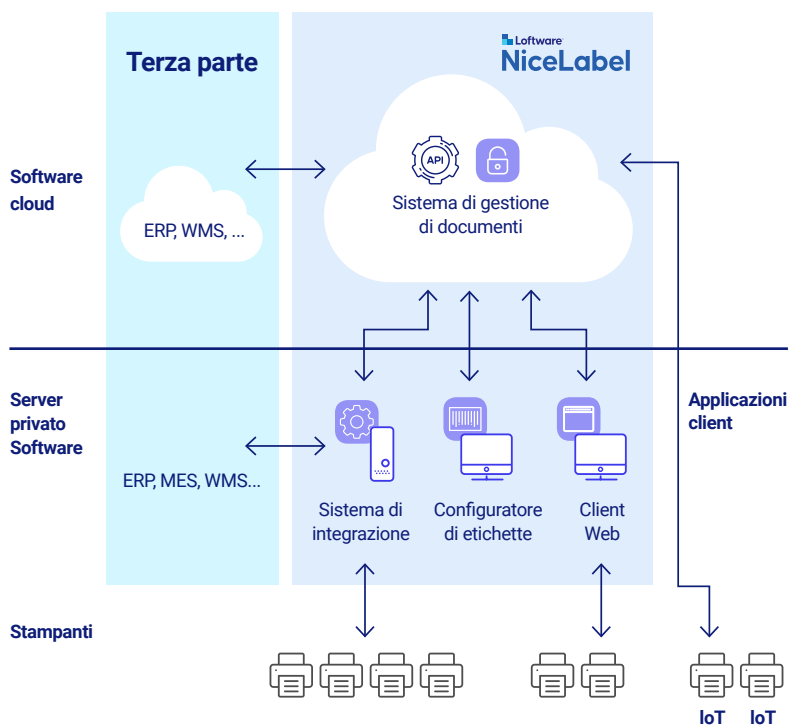 Terza parte
Loftware
NiceLabel
API
Sistema di gestione
di documenti
Software
cloud
ERP, WMS, ...
Server
privato
Software
Applicazioni
client
ERP, MES, WMS...
Sistema di
integrazione
Configuratore
di etichette
Client
Web
Stampanti
IoT
IoT